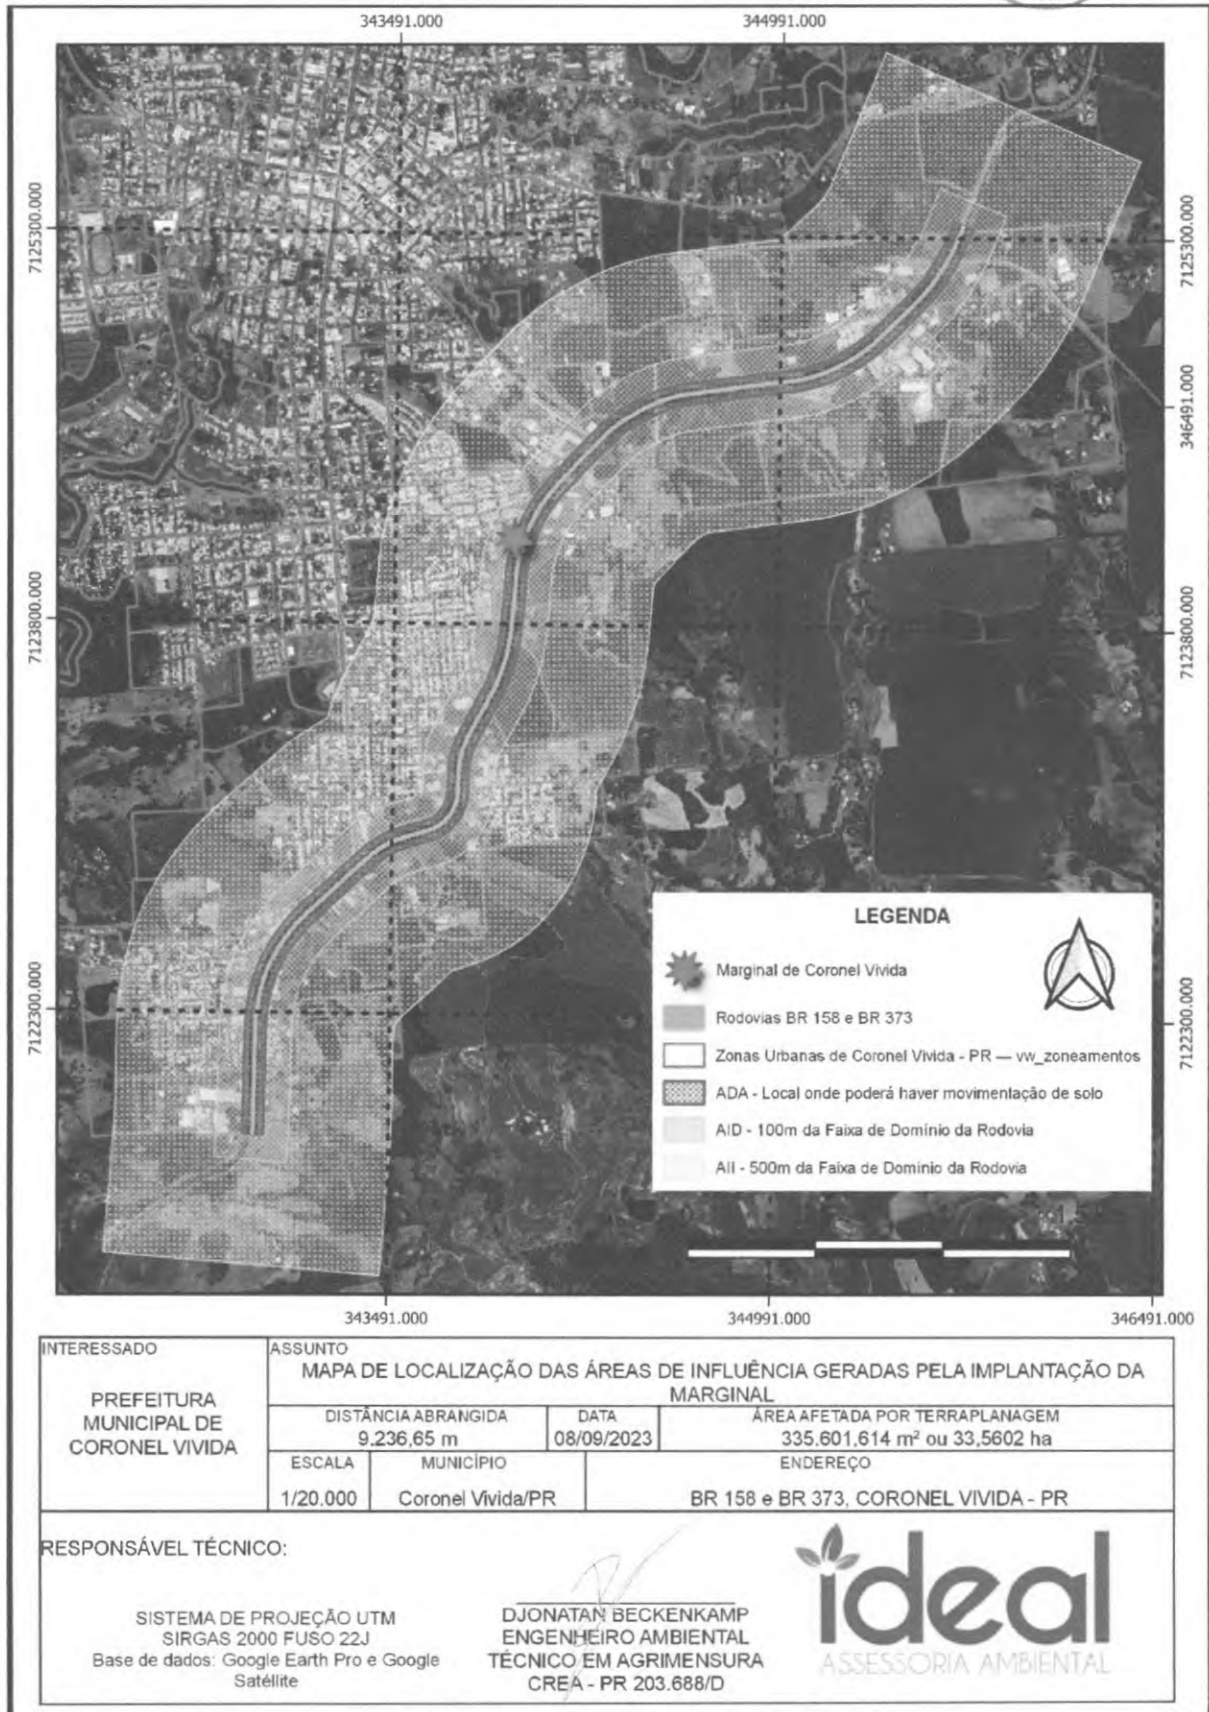 343491.000
344991.000
7125300.000
7125300.000
346491.000
7123800.000
7123800.000
7122300.000
7122300.000
LEGENDA
Marginal de Coronel Vivida
Rodovias BR 158 e BR 373
Zonas Urbanas de Coronel Vivida - PR — vw_zoneamentos
ADA - Local onde poderá haver movimentação de solo
AID - 100m da Faixa de Domínio da Rodovia
AII - 500m da Faixa de Domínio da Rodovia
343491.000
344991.000
346491.000
INTERESSADO
PREFEITURA
MUNICIPAL DE
CORONEL VIVIDA
ASSUNTO
MAPA DE LOCALIZAÇÃO DAS ÁREAS DE INFLUÊNCIA GERADAS PELA IMPLANTAÇÃO DA
MARGINAL
DISTÂNCIA ABRANGIDA
9.236,65 m
DATA
08/09/2023
ÁREA AFETADA POR TERRAPLANAGEM
335.601,614 m² ou 33,5602 ha
ESCALA
1/20.000
MUNICÍPIO
Coronel Vivida/PR
ENDEREÇO
BR 158 e BR 373, CORONEL VIVIDA - PR
RESPONSÁVEL TÉCNICO:
SISTEMA DE PROJEÇÃO UTM
SIRGAS 2000 FUSO 22J
Base de dados: Google Earth Pro e Google
Satéllite
DJONATAN BECKENKAMP
ENGENHEIRO AMBIENTAL
TÉCNICO EM AGRIMENSURA
CREA - PR 203.688/D
ideal
ASSESSORIA AMBIENTAL